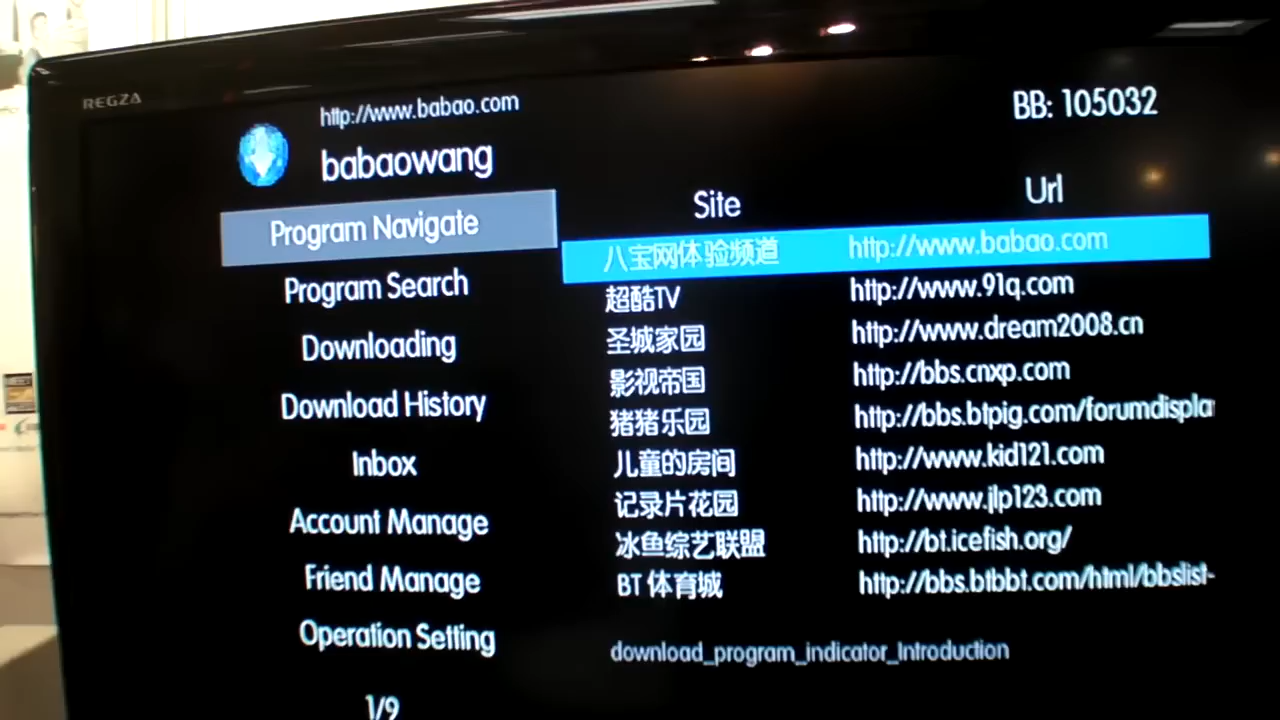 REGZA
http://www.babao.com
babaowang
BB: 105032
Program Navigate
Program Search
Downloading
Download History
Inbox
Account Manage
Friend Manage
Operation Setting
1/9
Site Url
八宝网体验频道 http://www.babao.com
超酷TV http://www.91q.com
圣城家园 http://www.dream2008.cn
影视帝国 http://bbs.cnxp.com
猪猪乐园 http://bbs.btpig.com/forumdispla
儿童的房间 http://www.kid121.com
记录片花园 http://www.jlp123.com
冰鱼综艺联盟 http://bt.icefish.org/
BT 体育城 http://bbs.btbbt.com/html/bbslist-
download_program_indicator_Introduction